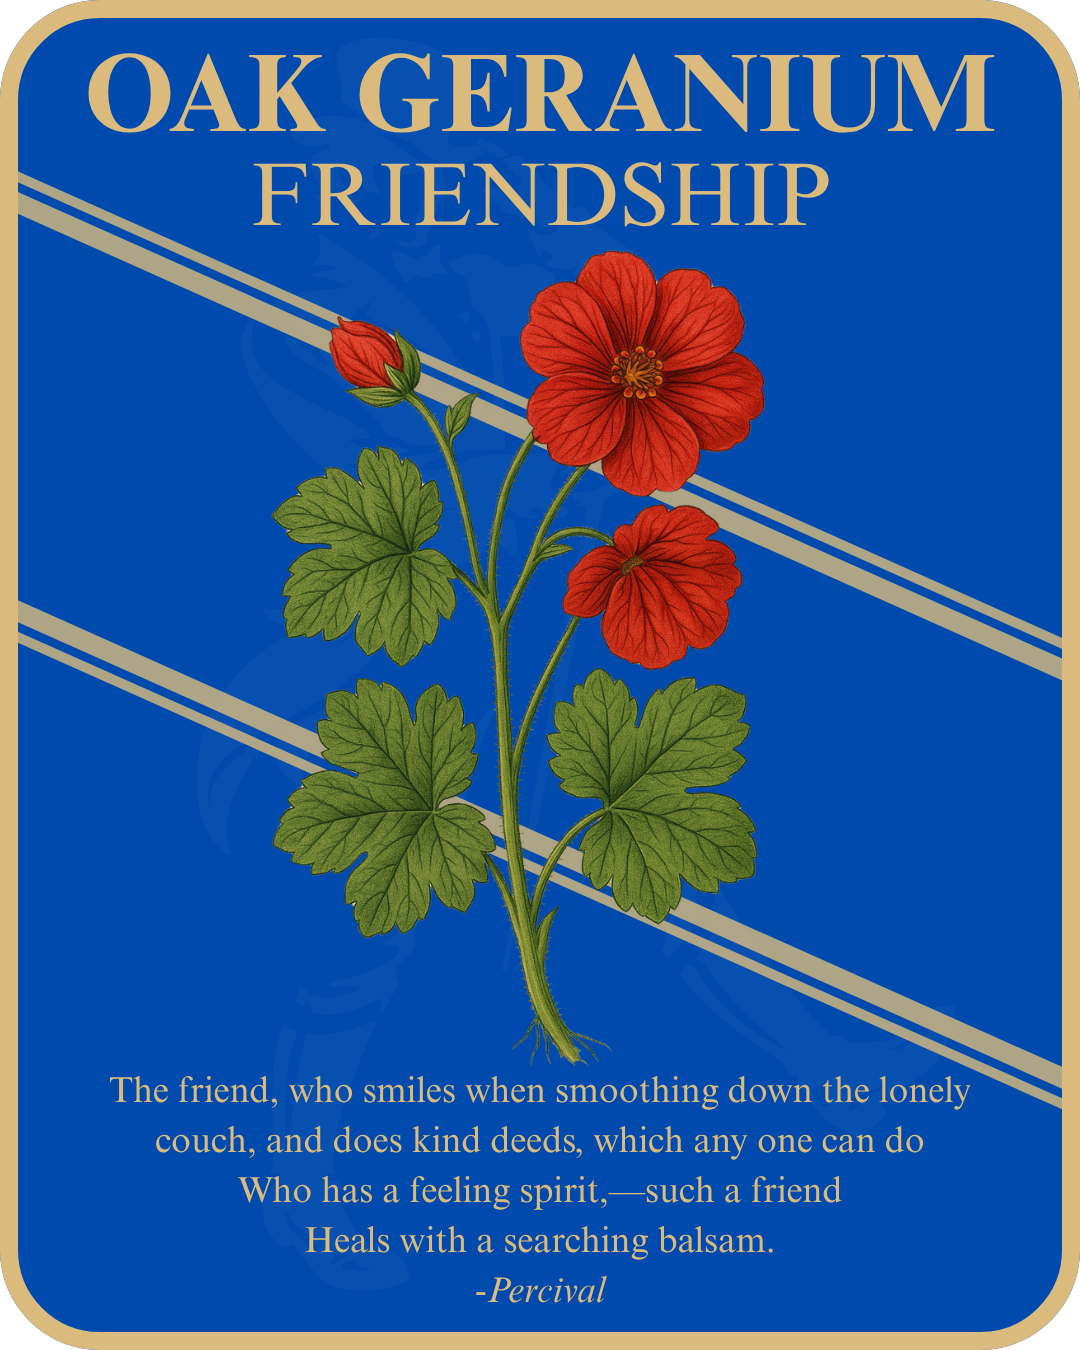 OAK GERANIUM
FRIENDSHIP
The friend, who smiles when smoothing down the lonely
couch, and does kind deeds, which any one can do
Who has a feeling spirit,—such a friend
Heals with a searching balsam.
-Percival